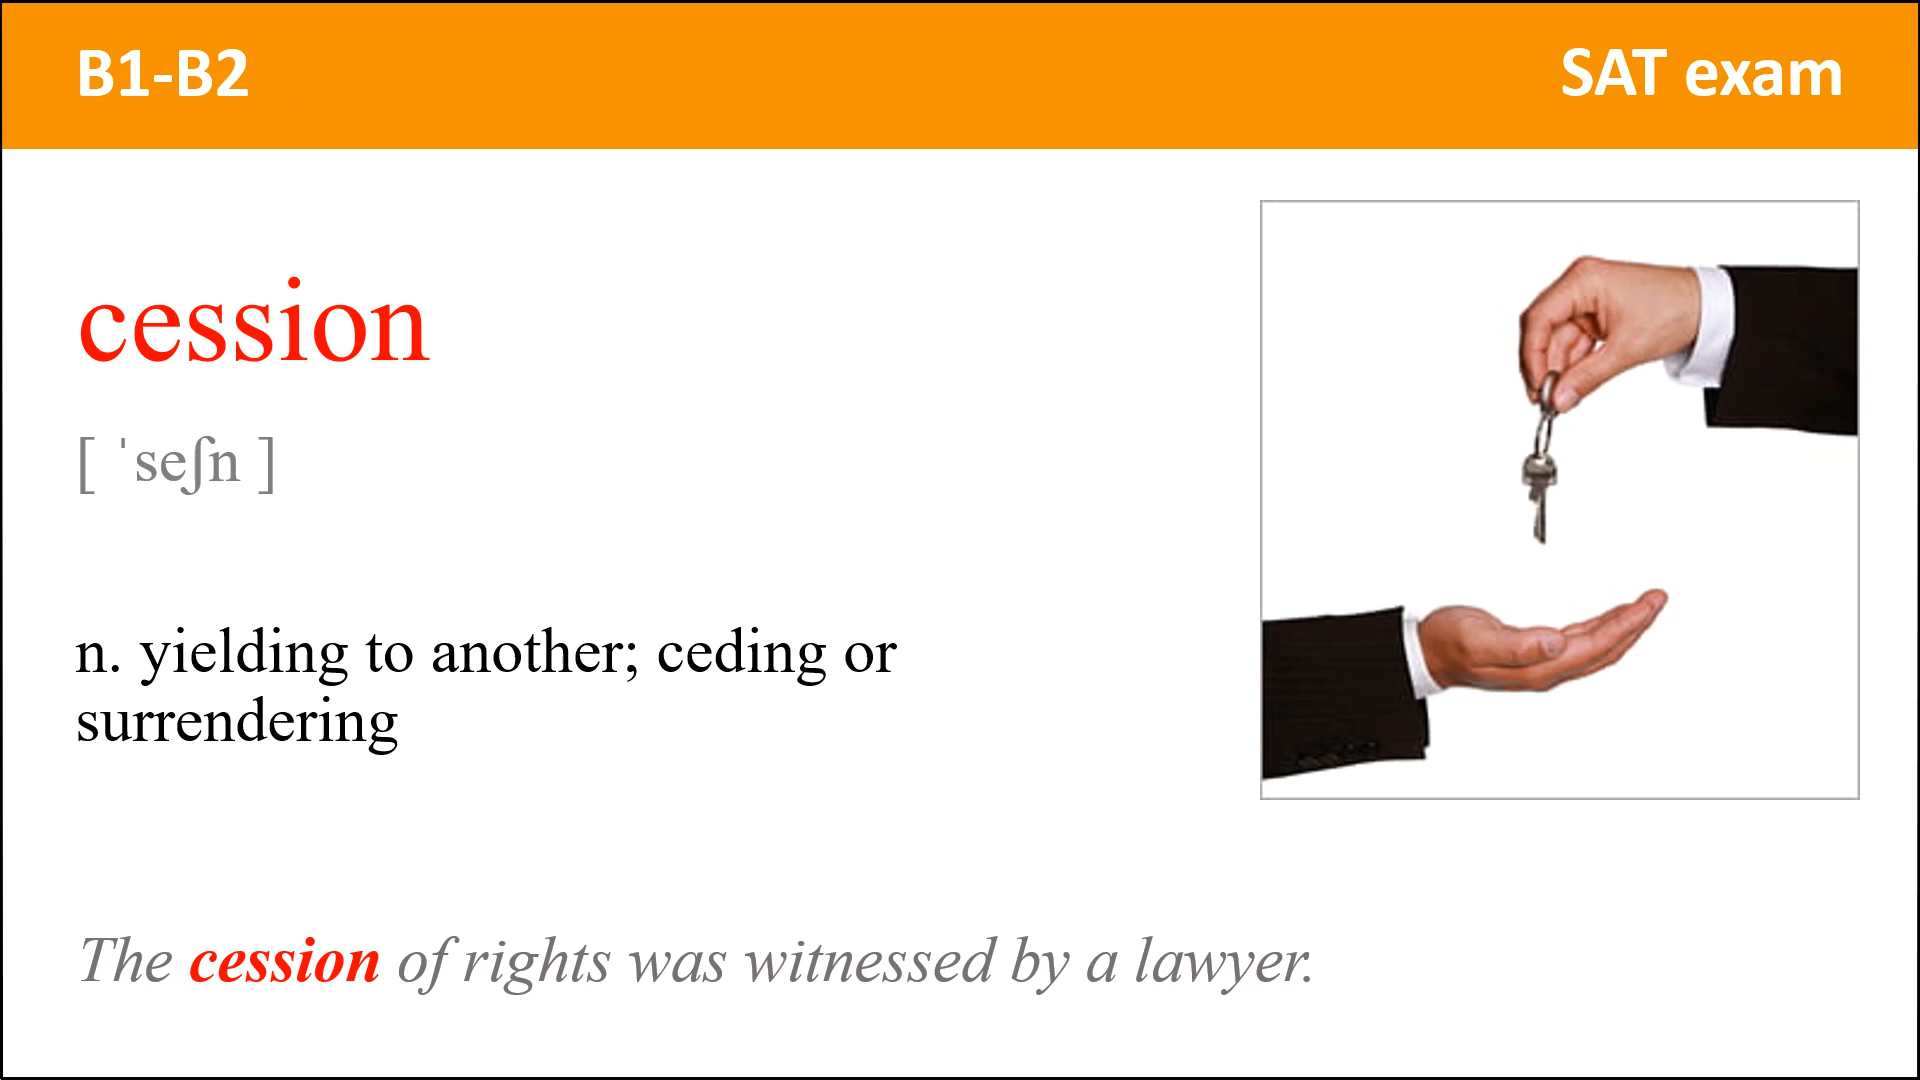 B1-B2
SAT exam
cession
[ ˈseʃn ]
n. yielding to another; ceding or
surrendering
The cession of rights was witnessed by a lawyer.